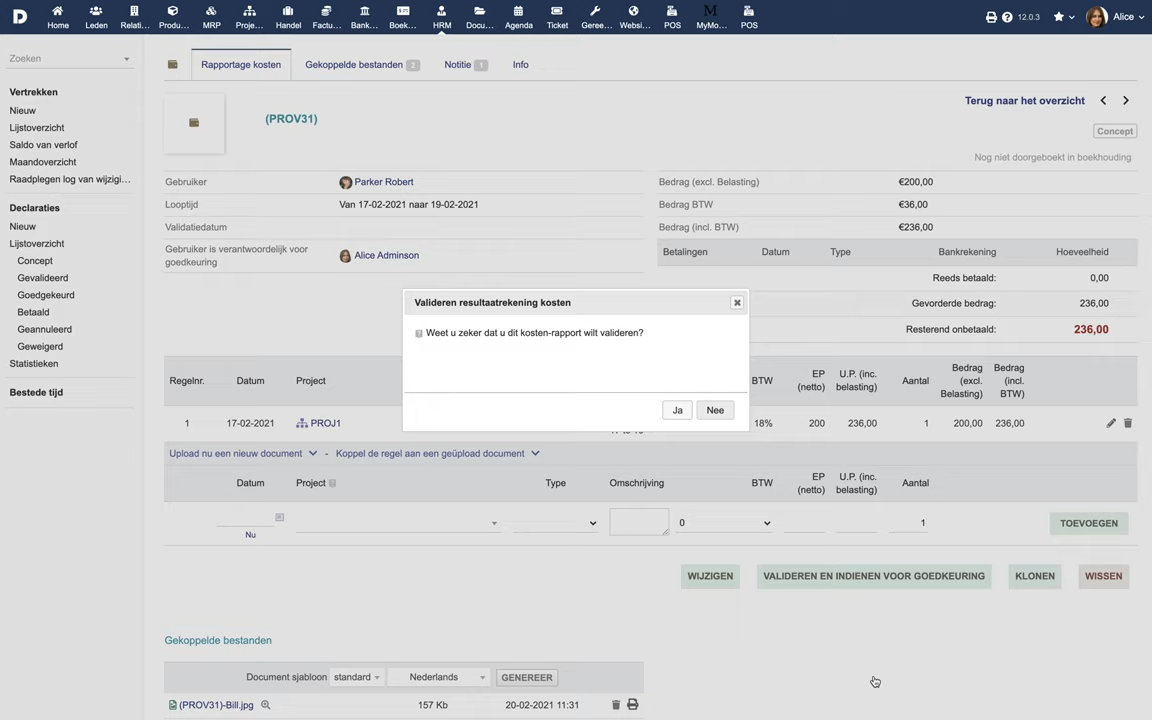 D
Home
Leden
Relati...
Produ...
MRP
Proje...
Handel
Factu...
Bank...
Boek...
HRM
Docu...
Agenda
Ticket
Geree...
Websi...
POS
M
MyMo...
POS
12.0.3
Alice
Zoeken
Vertrekken
Nieuw
Lijstoverzicht
Saldo van verlof
Maandoverzicht
Raadplegen log van wijzigi...
Declaraties
Nieuw
Lijstoverzicht
Concept
Gevalideerd
Goedgekeurd
Betaald
Geannuleerd
Geweigerd
Statistieken
Bestede tijd
Rapportage kosten
Gekoppelde bestanden 2
Notitie 1
Info
Terug naar het overzicht
(PROV31)
Concept
Nog niet doorgeboekt in boekhouding
Gebruiker Parker Robert
Looptijd Van 17-02-2021 naar 19-02-2021
Validatiedatum
Gebruiker is verantwoordelijk voor
goedkeuring
Alice Adminson
Bedrag (excl. Belasting) €200,00
Bedrag BTW €36,00
Bedrag (incl. BTW) €236,00
Betalingen Datum Type Bankrekening Hoeveelheid
Reeds betaald: 0,00
Gevorderde bedrag: 236,00
Resterend onbetaald: 236,00
Valideren resultaatrekening kosten
Weet u zeker dat u dit kosten-rapport wilt valideren?
Ja Nee
Regelnr. Datum Project BTW EP
(netto) U.P. (inc.
belasting) Aantal Bedrag
(excl.
Belasting) Bedrag
(incl.
BTW)
1 17-02-2021 PROJ1 18% 200 236,00 1 200,00 236,00
Upload nu een nieuw document - Koppel de regel aan een geüpload document
Datum Project Type Omschrijving BTW EP
(netto) U.P. (inc.
belasting) Aantal
Nu
0
1
TOEVOEGEN
WIJZIGEN
VALIDEREN EN INDIENEN VOOR GOEDKEURING
KLONEN
WISSEN
Gekoppelde bestanden
Document sjabloon standard Nederlands GENEREER
(PROV31)-Bill.jpg 157 Kb 20-02-2021 11:31